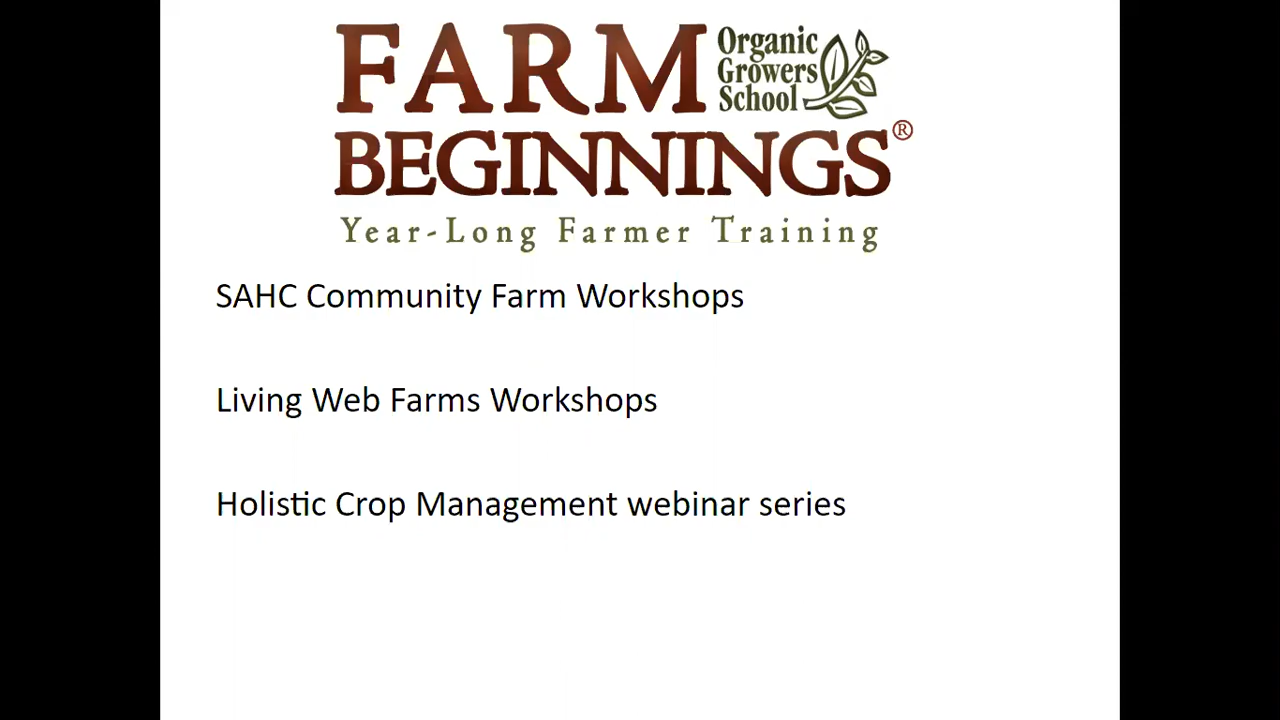 FARM
Organic
Growers
School
BEGINNINGS®
Year-Long Farmer Training
SAHC Community Farm Workshops
Living Web Farms Workshops
Holistic Crop Management webinar series